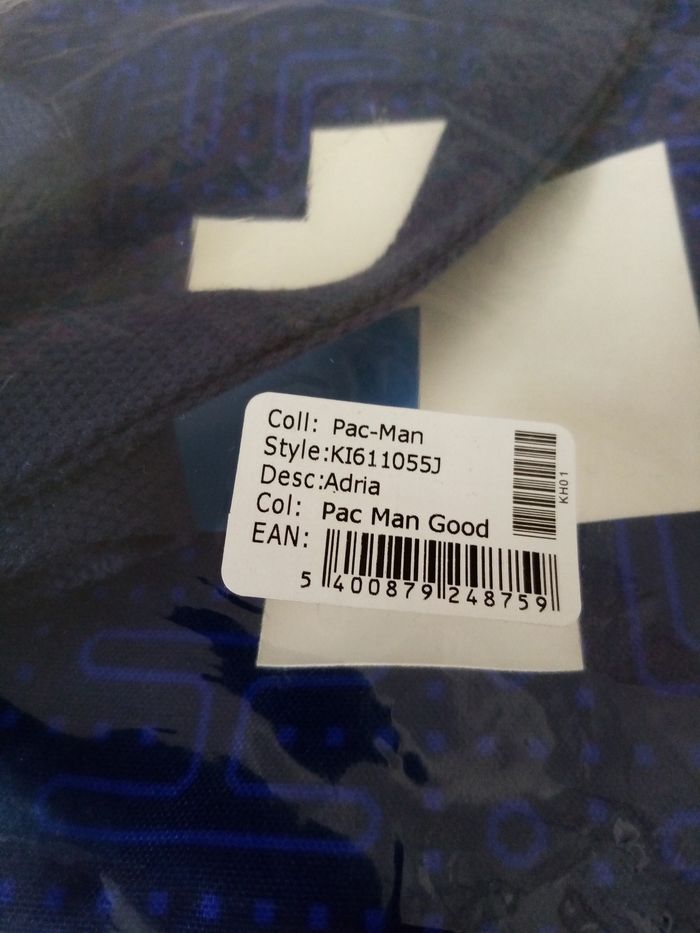 Coll: Pac-Man
Style:KI611055J
Desc:Adria
Col: Pac Man Good
EAN:
5 400879 248759
KH01